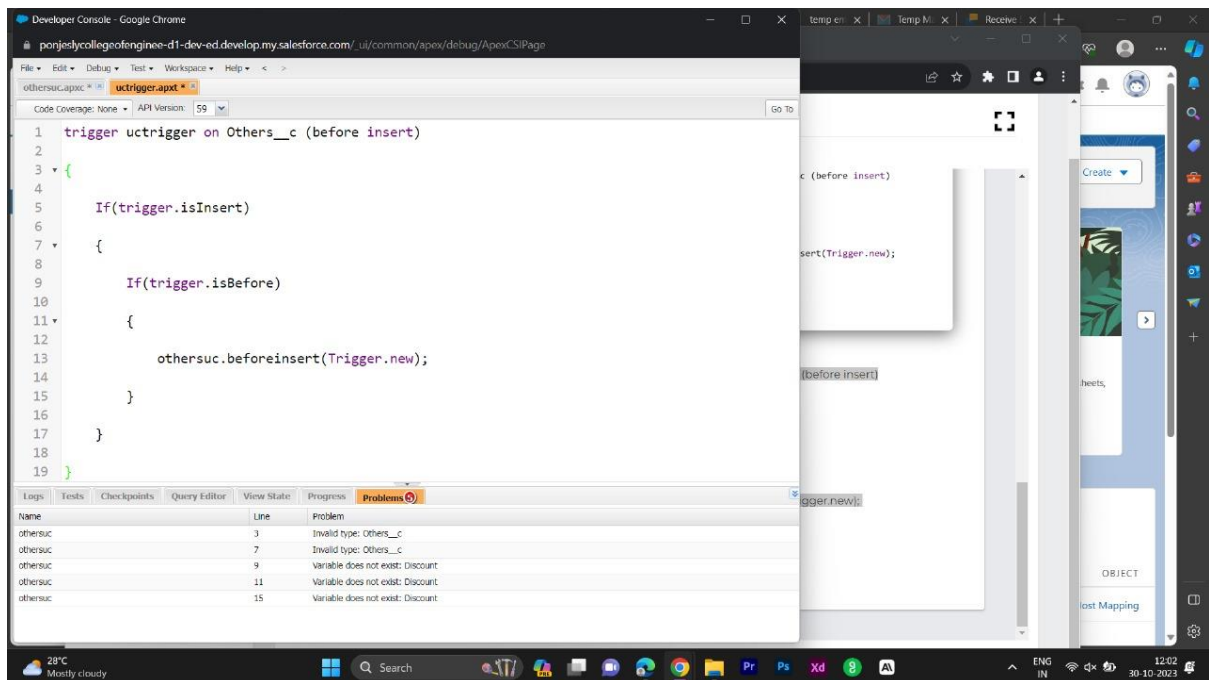 Developer Console - Google Chrome
temp em
Temp M
Receive
ponjeslycollegeofenginee-d1-dev-ed.develop.my.salesforce.com/_ui/common/apex/debug/ApexCSIPage
File Edit Debug Test Workspace Help < >
othersuc.apxc * uctrigger.apxt *
Code Coverage: None API Version: 59 Go To
1 trigger uctrigger on Others__c (before insert)
2
3 {
4
5 If(trigger.isInsert)
6
7 {
8
9 If(trigger.isBefore)
10
11 {
12
13 othersuc.beforeinsert(Trigger.new);
14
15 }
16
17 }
18
19 }
Logs Tests Checkpoints Query Editor View State Progress Problems
Name Line Problem
othersuc 3 Invalid type: Others__c
othersuc 7 Invalid type: Others__c
othersuc 9 Variable does not exist: Discount
othersuc 11 Variable does not exist: Discount
othersuc 15 Variable does not exist: Discount
c (before insert)
sert(Trigger.new);
(before insert)
gger.new);
Create
heets,
OBJECT
lost Mapping
28°C
Mostly cloudy
Search
Pr Ps Xd
ENG
IN
12:02
30-10-2023